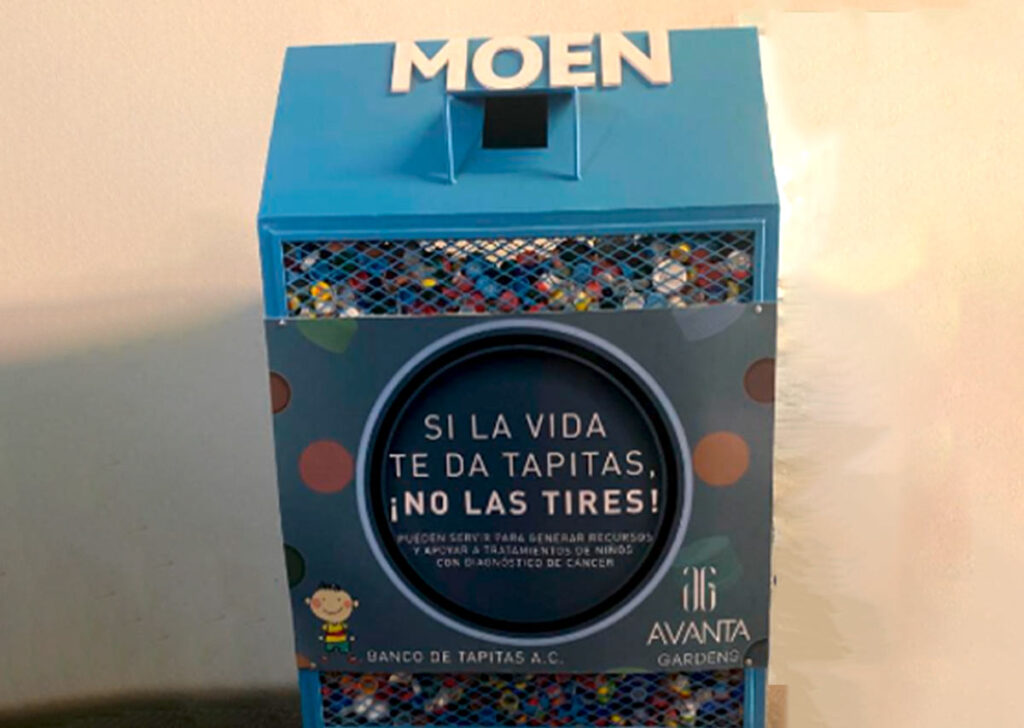 MOEN
SI LA VIDA
TE DA TAPITAS,
¡NO LAS TIRES!
PUEDEN SERVIR PARA GENERAR RECURSOS
Y APOYAR A TRATAMIENTOS DE NIÑOS
CON DIAGNÓSTICO DE CÁNCER
AG
AVANTA
GARDENS
BANCO DE TAPITAS A.C.